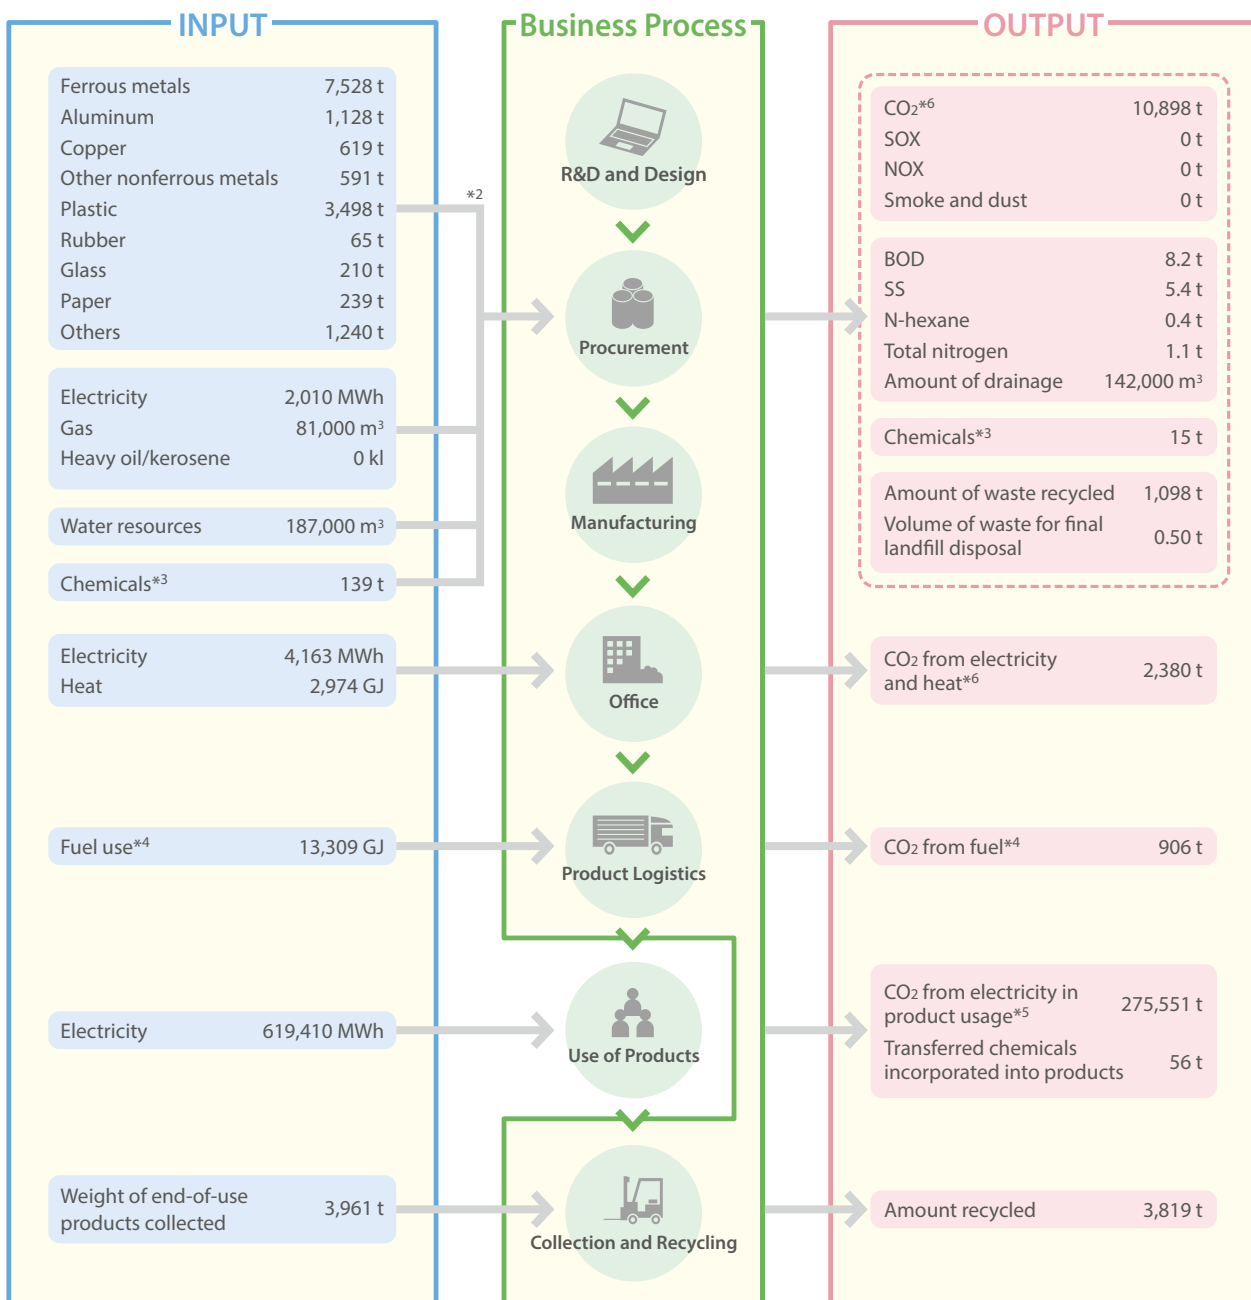 INPUT
Ferrous metals 7,528 t
Aluminum 1,128 t
Copper 619 t
Other nonferrous metals 591 t
Plastic 3,498 t
Rubber 65 t
Glass 210 t
Paper 239 t
Others 1,240 t
*2
Electricity 2,010 MWh
Gas 81,000 m³
Heavy oil/kerosene 0 kl
Water resources 187,000 m³
Chemicals*3 139 t
Electricity 4,163 MWh
Heat 2,974 GJ
Fuel use*4 13,309 GJ
Electricity 619,410 MWh
Weight of end-of-use
products collected 3,961 t
Business Process
R&D and Design
Procurement
Manufacturing
Office
Product Logistics
Use of Products
Collection and Recycling
OUTPUT
CO₂*6 10,898 t
SOX 0 t
NOX 0 t
Smoke and dust 0 t
BOD 8.2 t
SS 5.4 t
N-hexane 0.4 t
Total nitrogen 1.1 t
Amount of drainage 142,000 m³
Chemicals*3 15 t
Amount of waste recycled 1,098 t
Volume of waste for final
landfill disposal 0.50 t
CO₂ from electricity
and heat*6 2,380 t
CO₂ from fuel*4 906 t
CO₂ from electricity in
product usage*5 275,551 t
Transferred chemicals
incorporated into products 56 t
Amount recycled 3,819 t